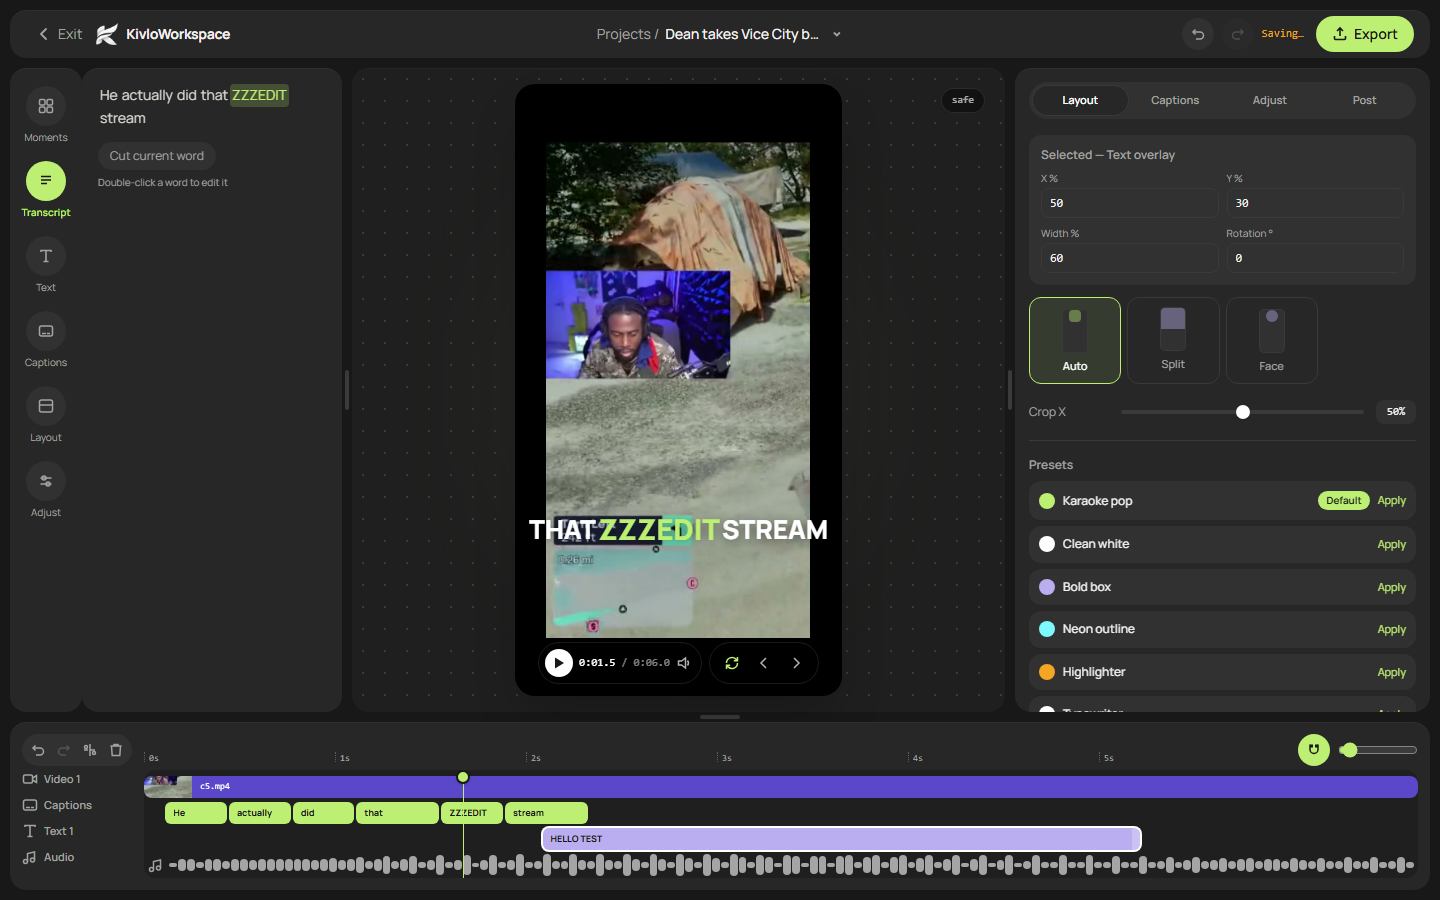 Exit
KivloWorkspace
Projects / Dean takes Vice City b...
Saving…
Export
Moments
Transcript
Text
Captions
Layout
Adjust
He actually did that ZZZEDIT
stream
Cut current word
Double-click a word to edit it
safe
THAT ZZZEDIT STREAM
0.26 mi
C
$
0:01.5 / 0:06.0
Layout
Captions
Adjust
Post
Selected — Text overlay
X %
Y %
50
30
Width %
Rotation °
60
0
Auto
Split
Face
Crop X
50%
Presets
Karaoke pop
Default
Apply
Clean white
Apply
Bold box
Apply
Neon outline
Apply
Highlighter
Apply
0s
1s
2s
3s
4s
5s
Video 1
c5.mp4
Captions
He
actually
did
that
ZZZEDIT
stream
Text 1
HELLO TEST
Audio